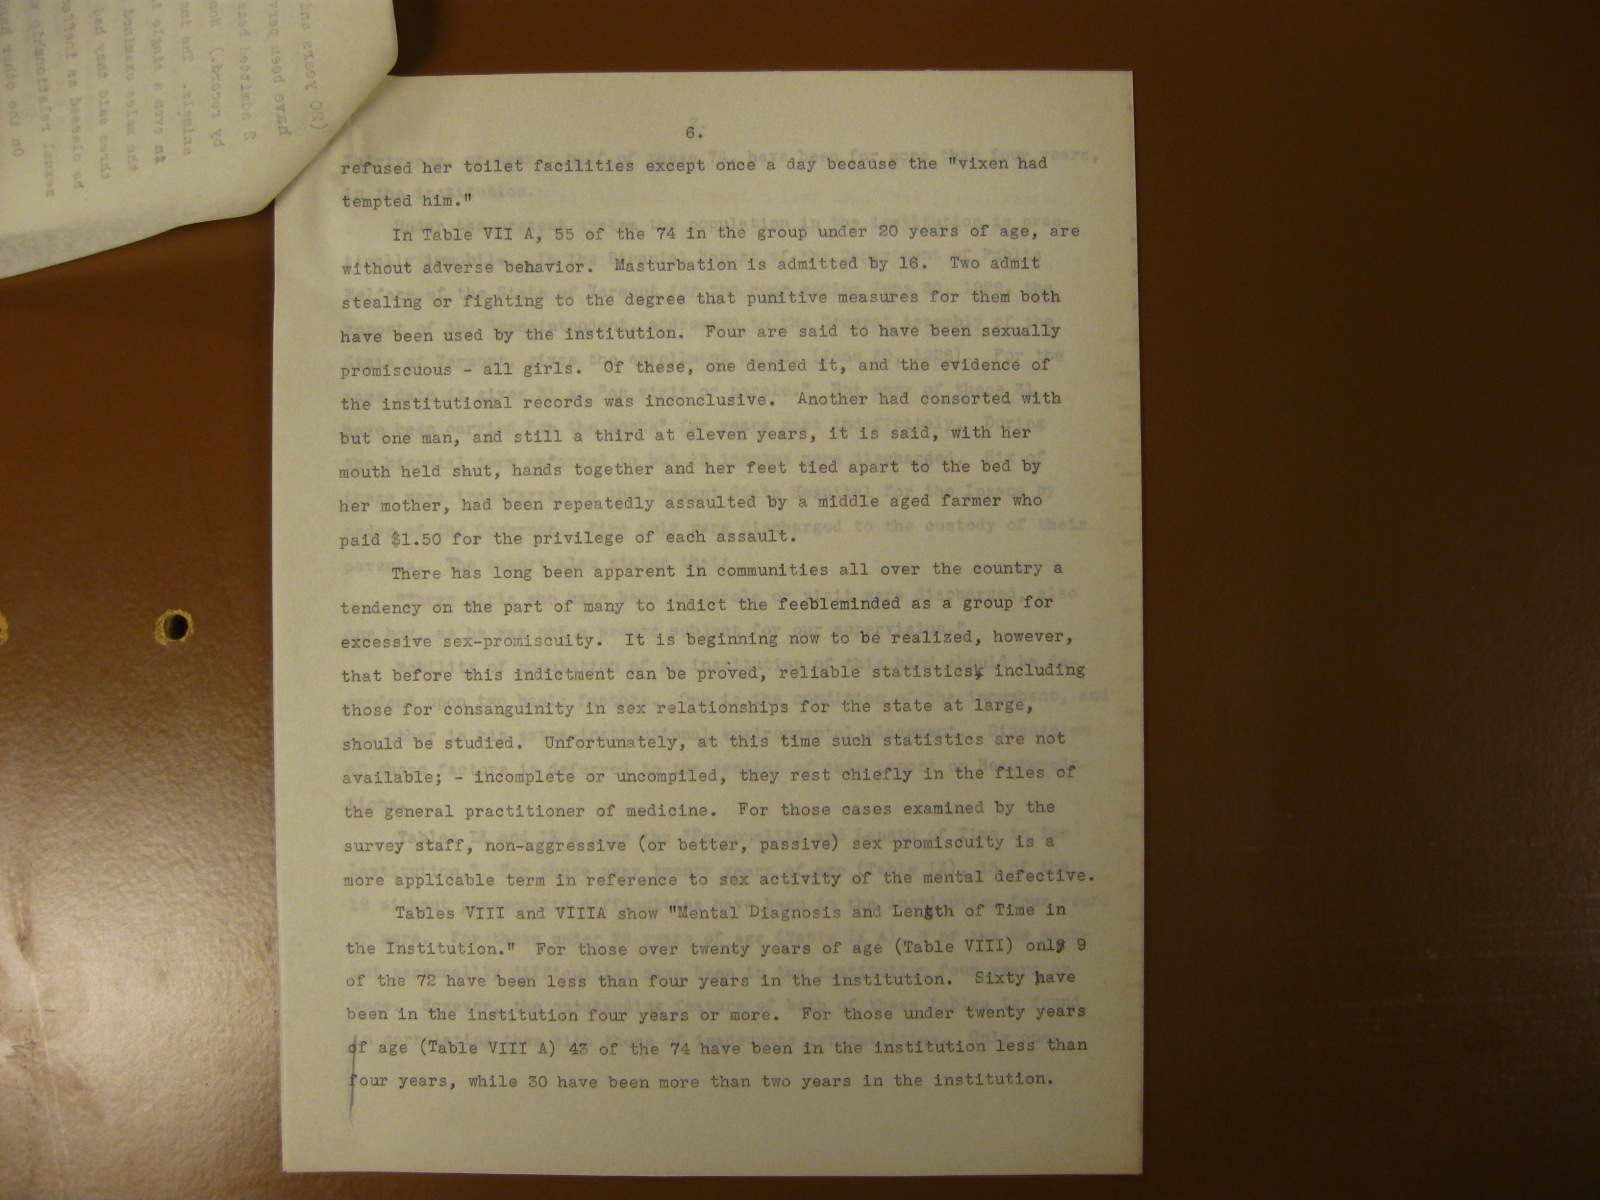 6.
refused her toilet facilities except once a day because the "vixen had
tempted him."
In Table VII A, 55 of the 74 in the group under 20 years of age, are
without adverse behavior. Masturbation is admitted by 16. Two admit
stealing or fighting to the degree that punitive measures for them both
have been used by the institution. Four are said to have been sexually
promiscuous - all girls. Of these, one denied it, and the evidence of
the institutional records was inconclusive. Another had consorted with
but one man, and still a third at eleven years, it is said, with her
mouth held shut, hands together and her feet tied apart to the bed by
her mother, had been repeatedly assaulted by a middle aged farmer who
paid $1.50 for the privilege of each assault.
There has long been apparent in communities all over the country a
tendency on the part of many to indict the feebleminded as a group for
excessive sex-promiscuity. It is beginning now to be realized, however,
that before this indictment can be proved, reliable statistics, including
those for consanguinity in sex relationships for the state at large,
should be studied. Unfortunately, at this time such statistics are not
available; - incomplete or uncompiled, they rest chiefly in the files of
the general practitioner of medicine. For those cases examined by the
survey staff, non-aggressive (or better, passive) sex promiscuity is a
more applicable term in reference to sex activity of the mental defective.
Tables VIII and VIIIA show "Mental Diagnosis and Length of Time in
the Institution." For those over twenty years of age (Table VIII) only 9
of the 72 have been less than four years in the institution. Sixty have
been in the institution four years or more. For those under twenty years
of age (Table VIII A) 43 of the 74 have been in the institution less than
four years, while 30 have been more than two years in the institution.